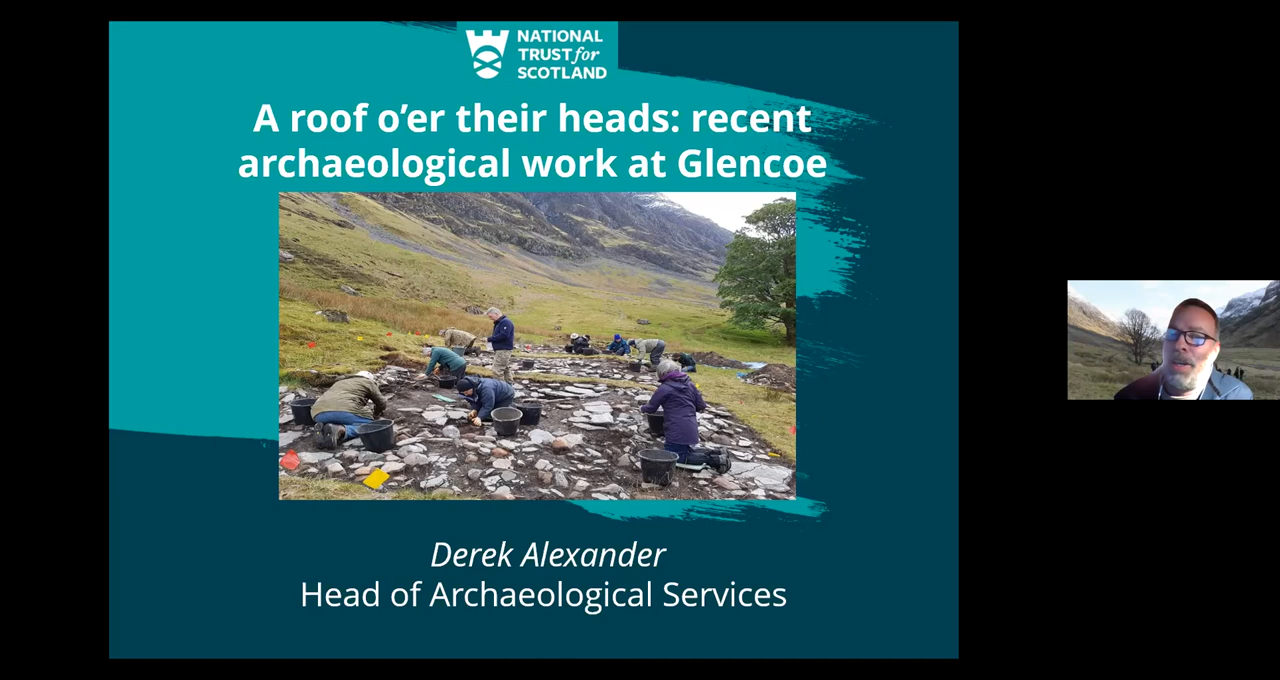 NATIONAL
TRUST for
SCOTLAND
A roof o’er their heads: recent
archaeological work at Glencoe
Derek Alexander
Head of Archaeological Services